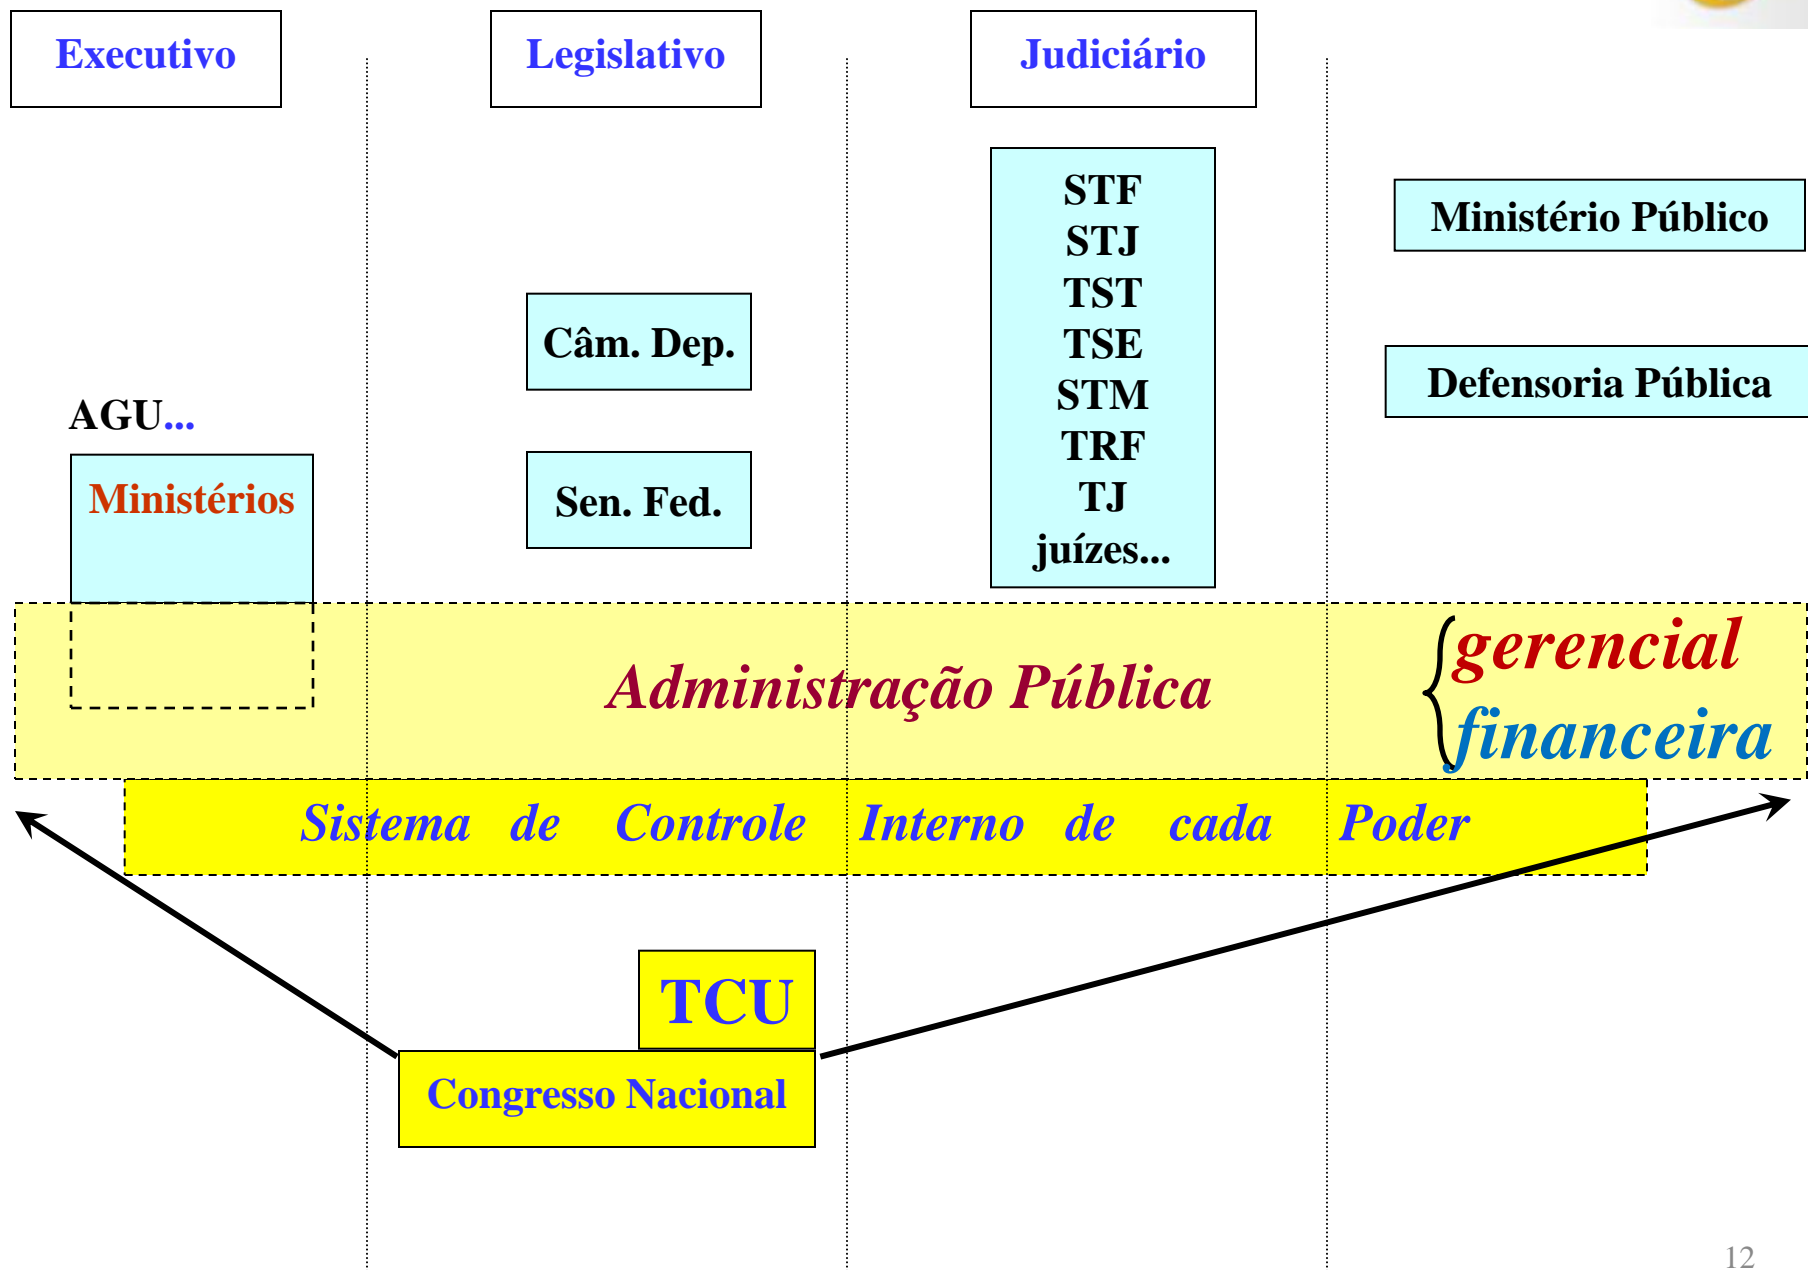 Executivo
Legislativo
Judiciário
AGU...
Ministérios
Câm. Dep.
Sen. Fed.
STF
STJ
TST
TSE
STM
TRF
TJ
juízes...
Ministério Público
Defensoria Pública
Administração Pública
gerencial
financeira
Sistema de Controle Interno de cada Poder
TCU
Congresso Nacional
12